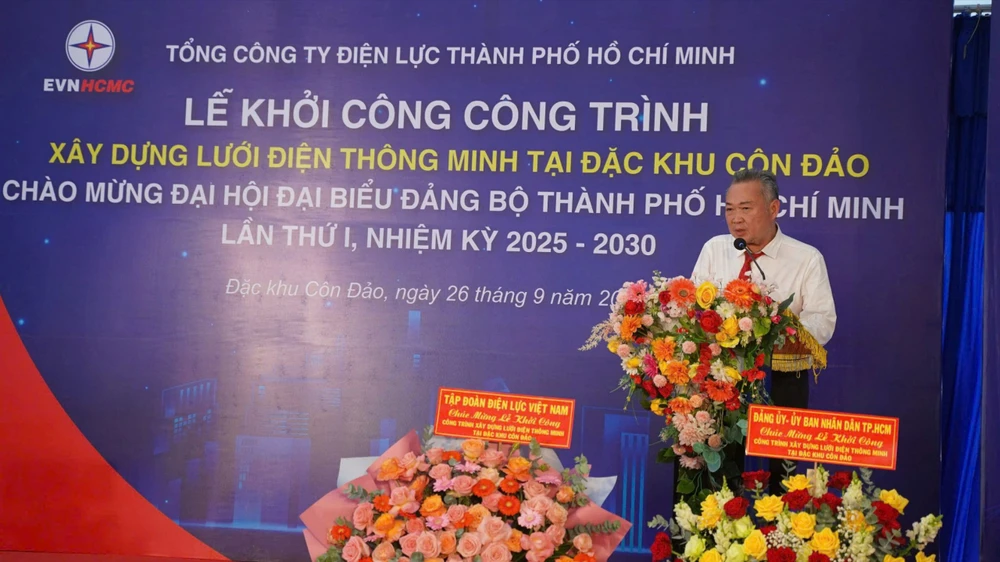 EVNHCMC
TỔNG CÔNG TY ĐIỆN LỰC THÀNH PHỐ HỒ CHÍ MINH
LỄ KHỞI CÔNG CÔNG TRÌNH
XÂY DỰNG LƯỚI ĐIỆN THÔNG MINH TẠI ĐẶC KHU CÔN ĐẢO
CHÀO MỪNG ĐẠI HỘI ĐẠI BIỂU ĐẢNG BỘ THÀNH PHỐ CHÍ MINH
LẦN THỨ I, NHIỆM KỲ 2025 - 2030
Đặc khu Côn Đảo, ngày 26 tháng 9 năm
TẬP ĐOÀN ĐIỆN LỰC VIỆT NAM
Chúc Mừng Lễ Khởi Công
CÔNG TRÌNH XÂY DỰNG LƯỚI ĐIỆN THÔNG MINH
TẠI ĐẶC KHU CÔN ĐẢO
ĐẢNG ỦY- ỦY BAN NHÂN DÂN TP.HCM
Chúc Mừng Lễ Khởi Công
CÔNG TRÌNH XÂY DỰNG LƯỚI ĐIỆN THÔNG MINH
TẠI ĐẶC KHU CÔN ĐẢO